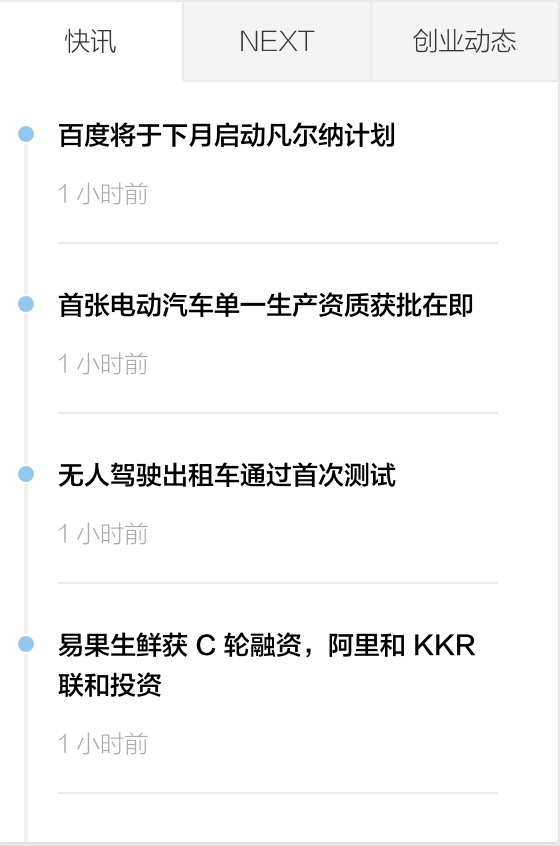 快讯
NEXT
创业动态
百度将于下月启动凡尔纳计划
1 小时前
首张电动汽车单一生产资质获批在即
1 小时前
无人驾驶出租车通过首次测试
1 小时前
易果生鲜获 C 轮融资，阿里和 KKR
联和投资
1 小时前